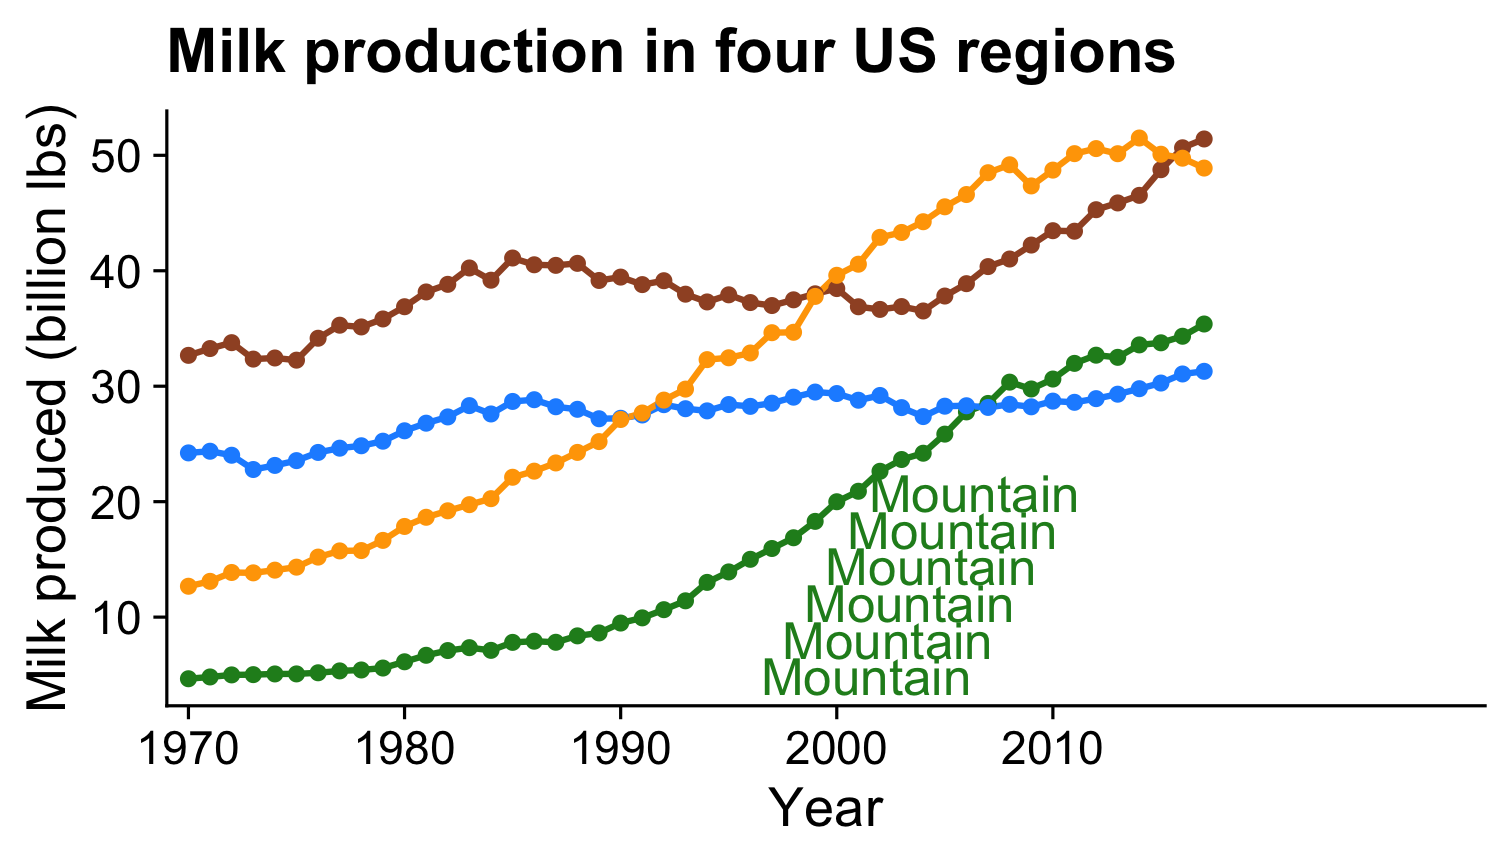 Milk production in four US regions
Milk produced (billion lbs)
50
40
30
20
10
Mountain
Mountain
Mountain
Mountain
Mountain
Mountain
1970 1980 1990 2000 2010
Year